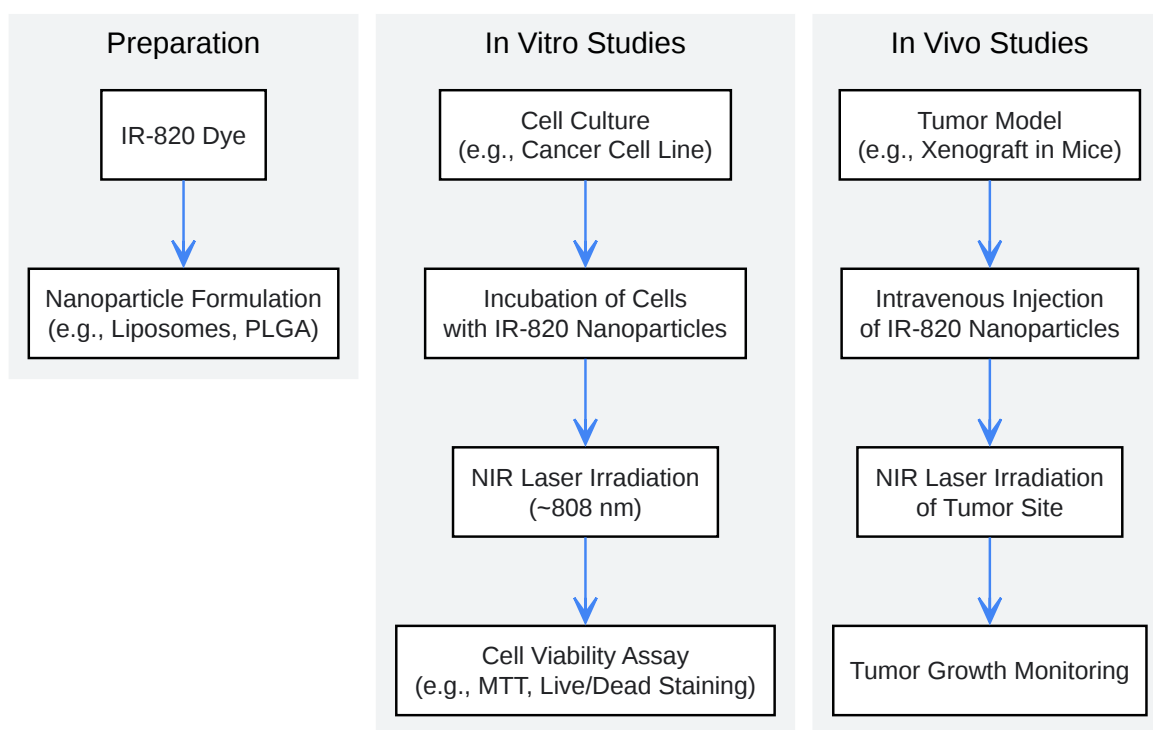 Preparation
IR-820 Dye
Nanoparticle Formulation
(e.g., Liposomes, PLGA)
In Vitro Studies
Cell Culture
(e.g., Cancer Cell Line)
Incubation of Cells
with IR-820 Nanoparticles
NIR Laser Irradiation
(~808 nm)
Cell Viability Assay
(e.g., MTT, Live/Dead Staining)
In Vivo Studies
Tumor Model
(e.g., Xenograft in Mice)
Intravenous Injection
of IR-820 Nanoparticles
NIR Laser Irradiation
of Tumor Site
Tumor Growth Monitoring